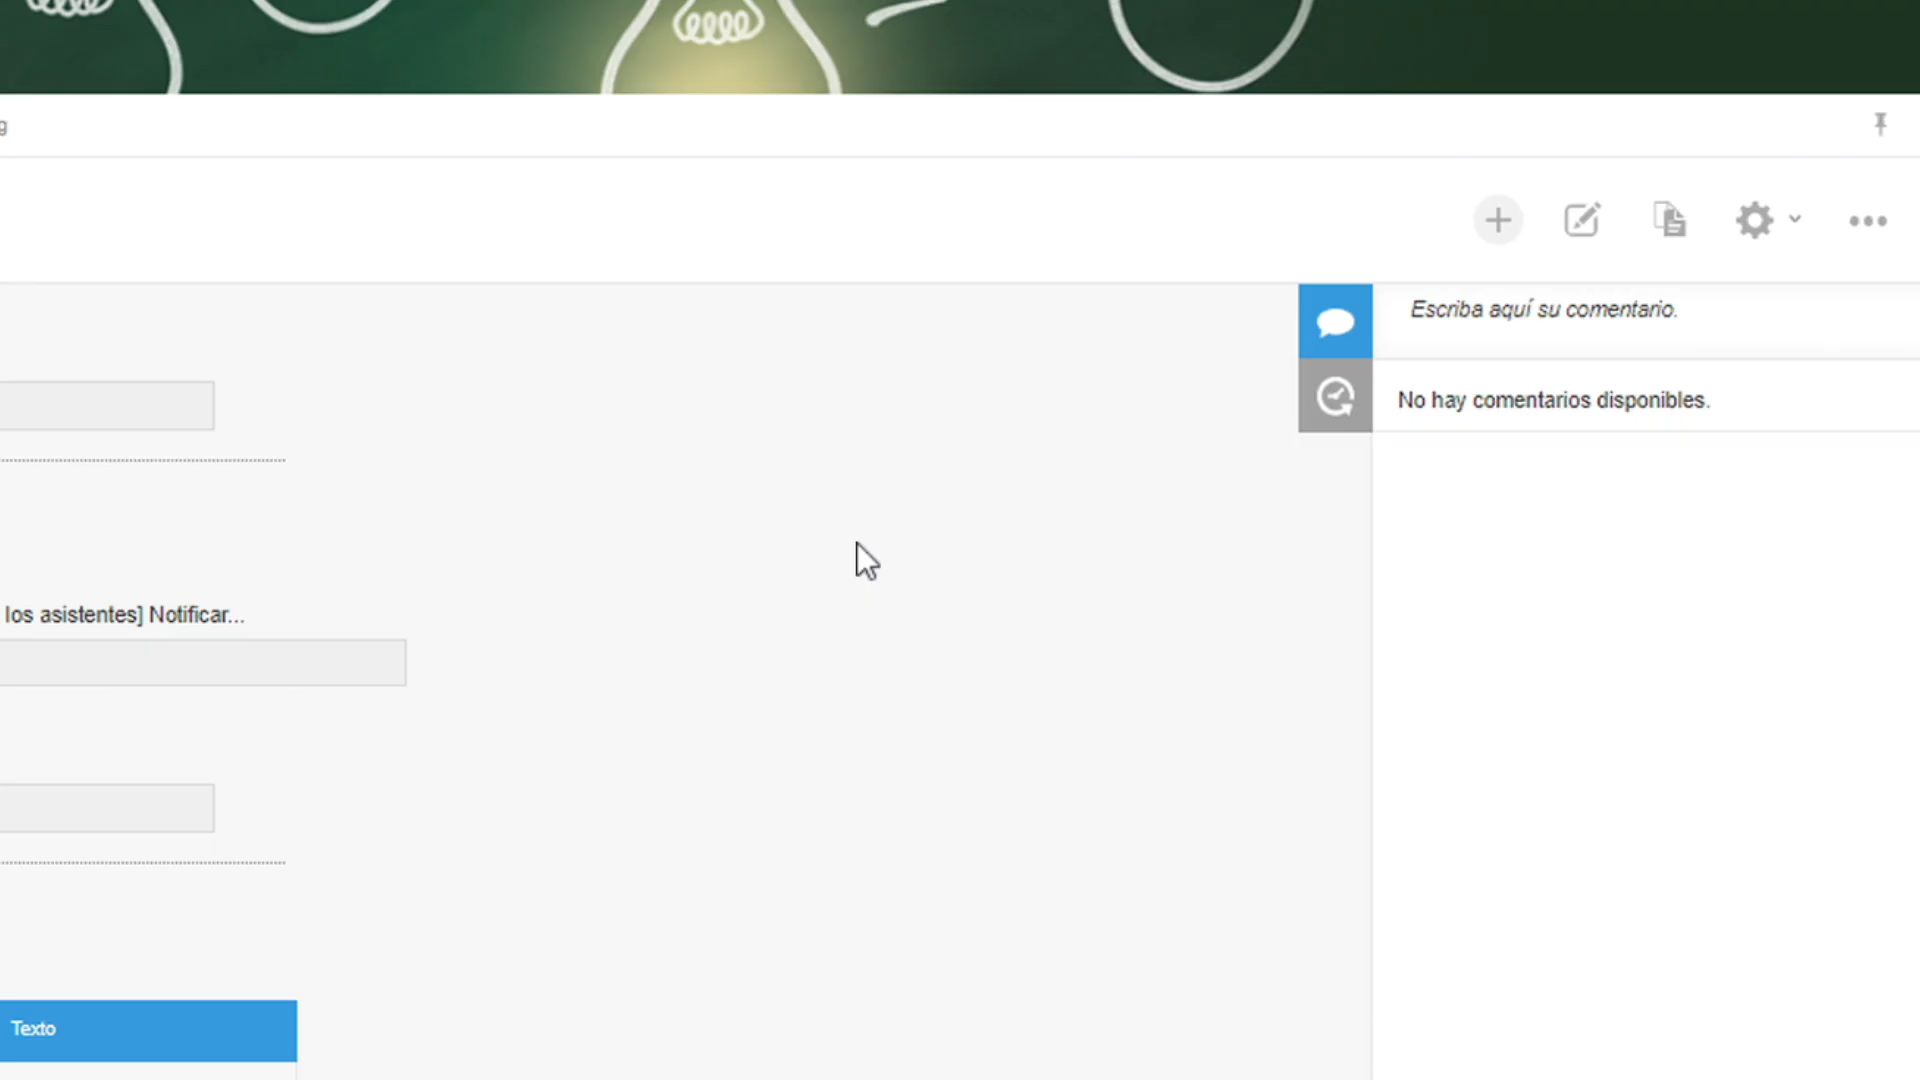 g
Escriba aquí su comentario.
No hay comentarios disponibles.
los asistentes] Notificar...
Texto